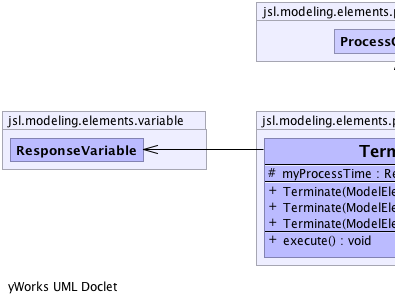 jsl.modeling.elements.p
ProcessC
jsl.modeling.elements.variable
ResponseVariable
jsl.modeling.elements.p
Term
# myProcessTime : Re
+ Terminate(ModelEle
+ Terminate(ModelEle
+ Terminate(ModelEle
+ execute() : void
yWorks UML Doclet